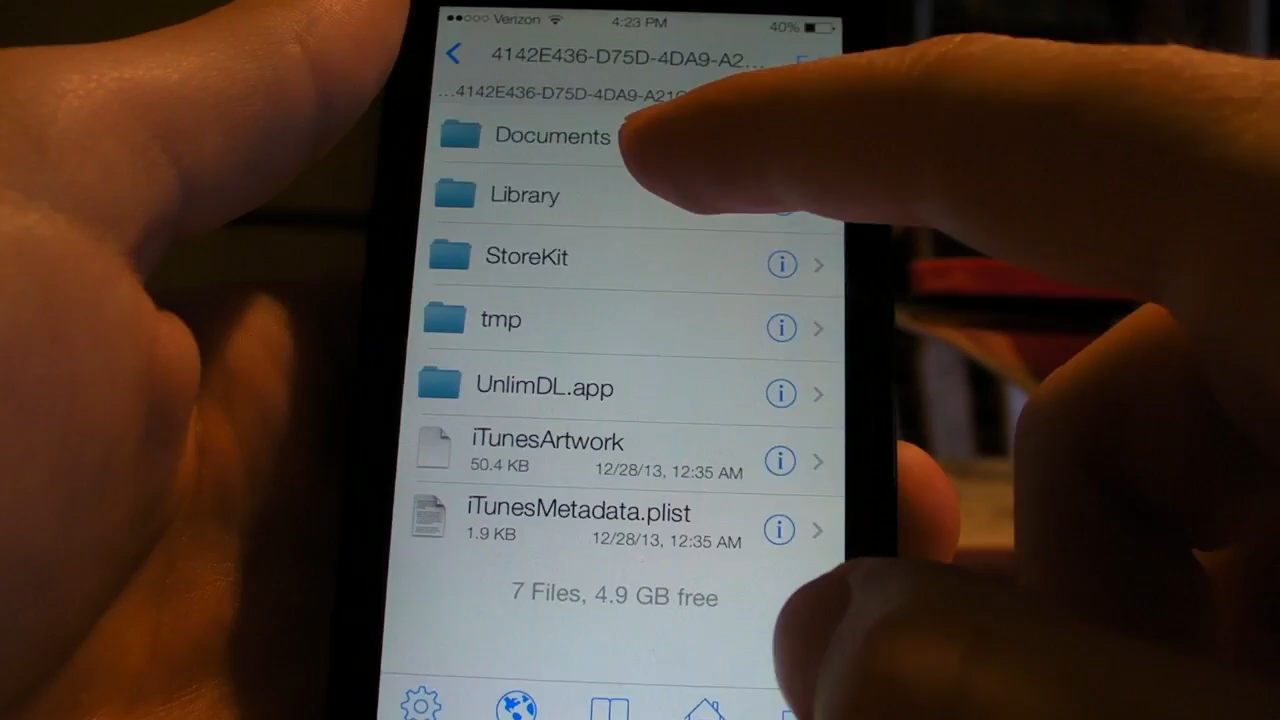 Verizon 4:23 PM 40%
4142E436-D75D-4DA9-A2...
...4142E436-D75D-4DA9-A21
Documents
Library
StoreKit
tmp
UnlimDL.app
iTunesArtwork
50.4 KB 12/28/13, 12:35 AM
iTunesMetadata.plist
1.9 KB 12/28/13, 12:35 AM
7 Files, 4.9 GB free